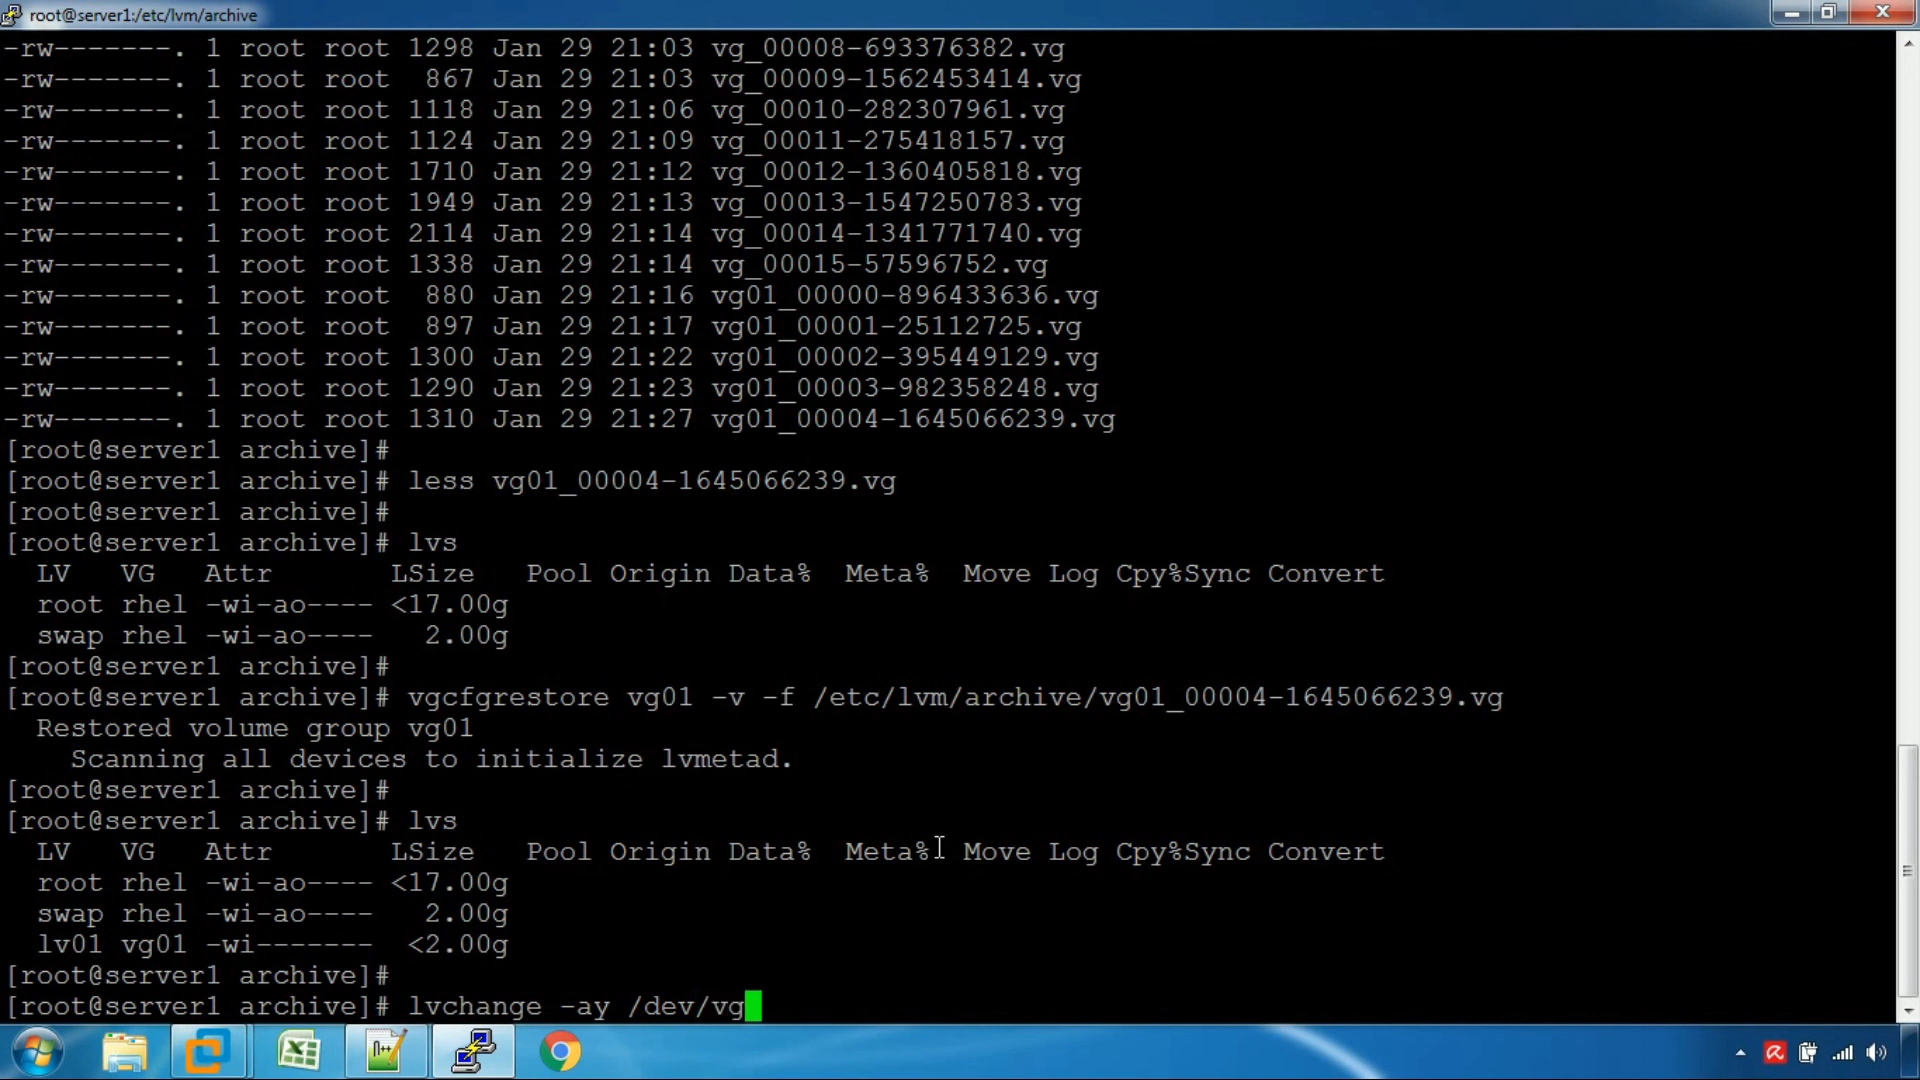 root@server1:/etc/lvm/archive
-rw-------. 1 root root 1298 Jan 29 21:03 vg_00008-693376382.vg
-rw-------. 1 root root  867 Jan 29 21:03 vg_00009-1562453414.vg
-rw-------. 1 root root 1118 Jan 29 21:06 vg_00010-282307961.vg
-rw-------. 1 root root 1124 Jan 29 21:09 vg_00011-275418157.vg
-rw-------. 1 root root 1710 Jan 29 21:12 vg_00012-1360405818.vg
-rw-------. 1 root root 1949 Jan 29 21:13 vg_00013-1547250783.vg
-rw-------. 1 root root 2114 Jan 29 21:14 vg_00014-1341771740.vg
-rw-------. 1 root root 1338 Jan 29 21:14 vg_00015-57596752.vg
-rw-------. 1 root root  880 Jan 29 21:16 vg01_00000-896433636.vg
-rw-------. 1 root root  897 Jan 29 21:17 vg01_00001-25112725.vg
-rw-------. 1 root root 1300 Jan 29 21:22 vg01_00002-395449129.vg
-rw-------. 1 root root 1290 Jan 29 21:23 vg01_00003-982358248.vg
-rw-------. 1 root root 1310 Jan 29 21:27 vg01_00004-1645066239.vg
[root@server1 archive]#
[root@server1 archive]# less vg01_00004-1645066239.vg
[root@server1 archive]#
[root@server1 archive]# lvs
  LV   VG   Attr       LSize   Pool Origin Data%  Meta%  Move Log Cpy%Sync Convert
  root rhel -wi-ao---- <17.00g
  swap rhel -wi-ao----   2.00g
[root@server1 archive]#
[root@server1 archive]# vgcfgrestore vg01 -v -f /etc/lvm/archive/vg01_00004-1645066239.vg
  Restored volume group vg01
    Scanning all devices to initialize lvmetad.
[root@server1 archive]#
[root@server1 archive]# lvs
  LV   VG   Attr       LSize   Pool Origin Data%  Meta%  Move Log Cpy%Sync Convert
  root rhel -wi-ao---- <17.00g
  swap rhel -wi-ao----   2.00g
  lv01 vg01 -wi-------  <2.00g
[root@server1 archive]#
[root@server1 archive]# lvchange -ay /dev/vg